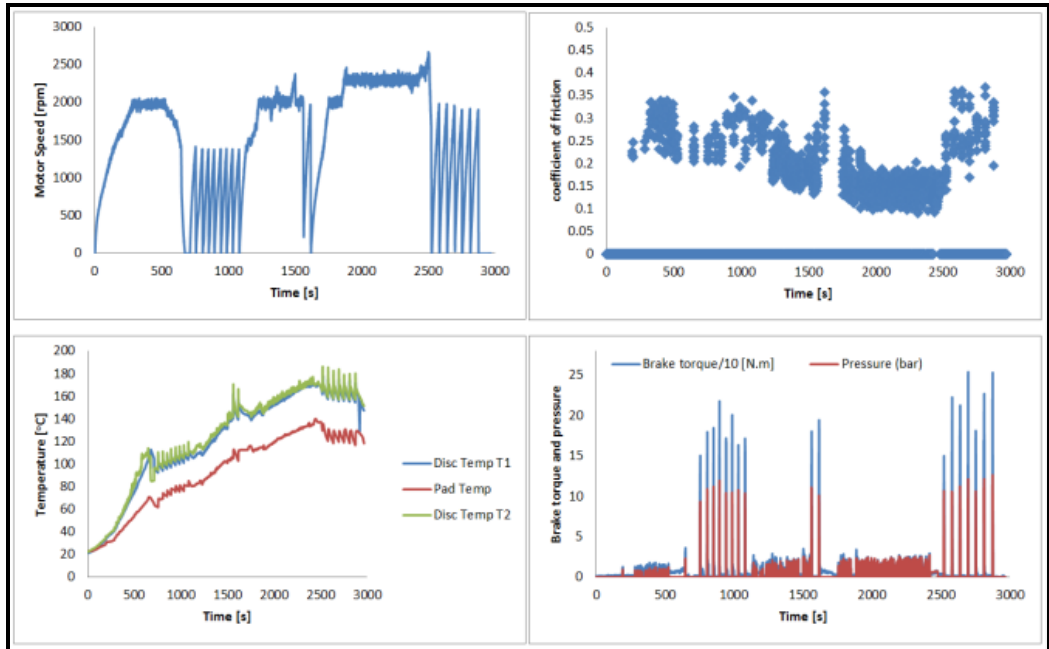 3000
2500
2000
1500
1000
500
0
Motor Speed [rpm]
0 500 1000 1500 2000 2500 3000
Time [s]
0.5
0.45
0.4
0.35
0.3
0.25
0.2
0.15
0.1
0.05
0
coefficient of friction
0 500 1000 1500 2000 2500 3000
Time [s]
200
180
160
140
120
100
80
60
40
20
0
Temperature [°C]
Disc Temp T1
Pad Temp
Disc Temp T2
0 500 1000 1500 2000 2500 3000
Time [s]
Brake torque/10 [N.m] Pressure (bar)
25
20
15
10
5
0
Brake torque and pressure
0 500 1000 1500 2000 2500 3000
Time [s]